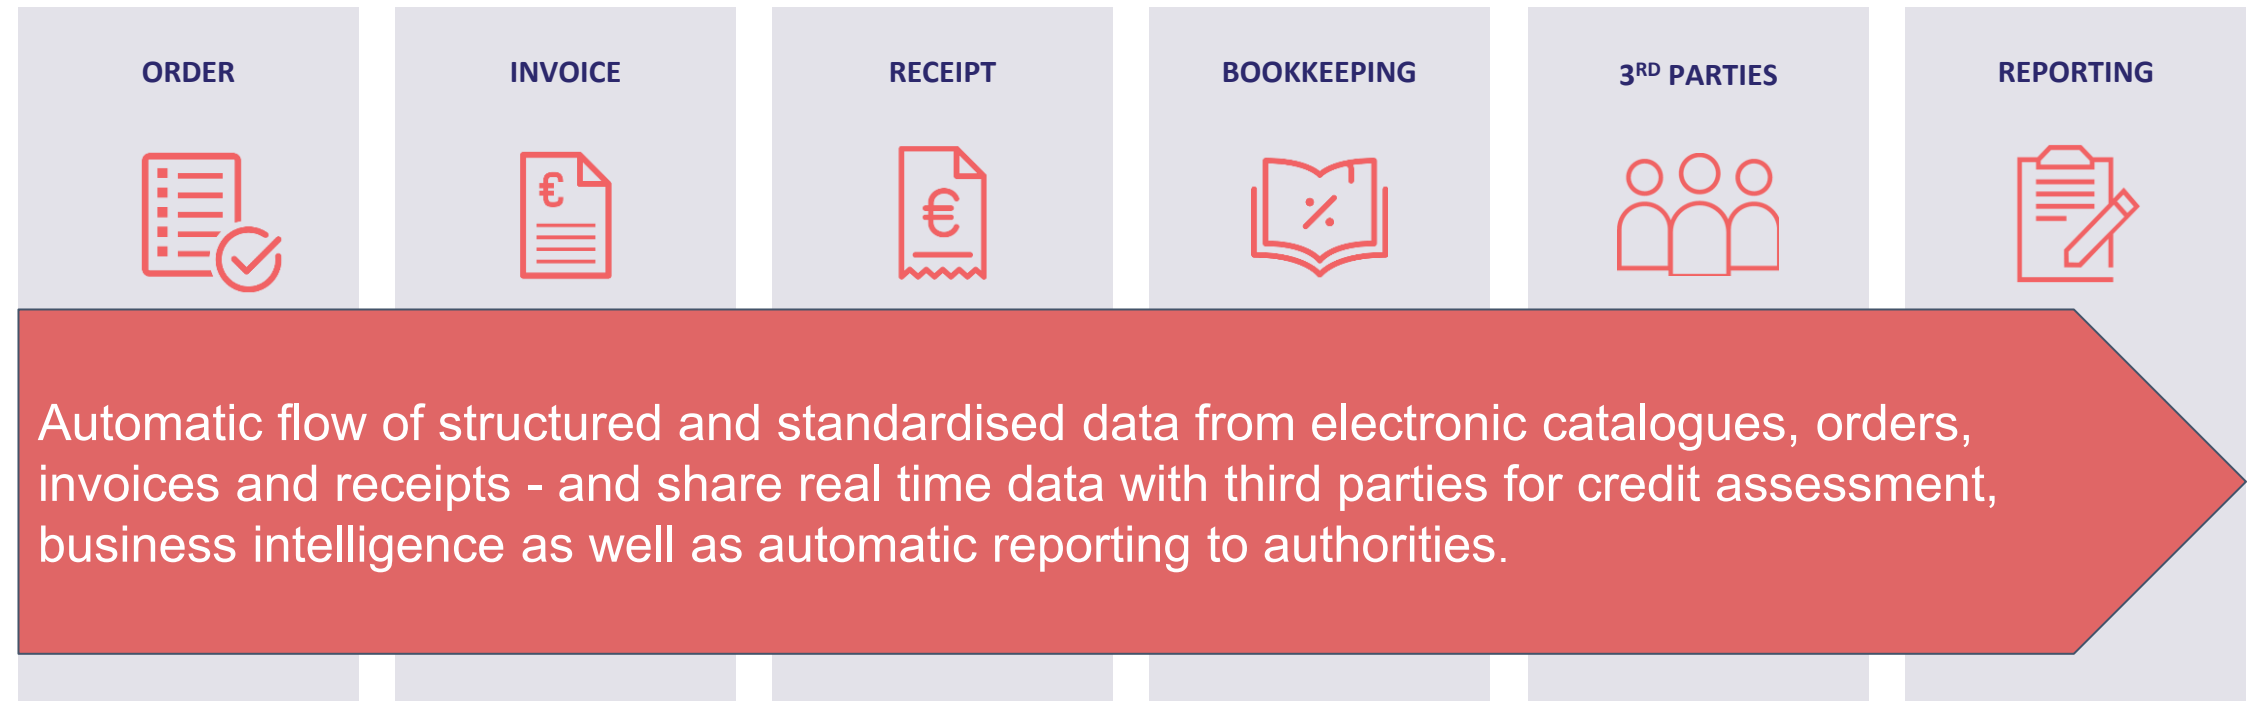 ORDER
INVOICE
RECEIPT
BOOKKEEPING
3RD PARTIES
REPORTING
€
€
%
Automatic flow of structured and standardised data from electronic catalogues, orders,
invoices and receipts - and share real time data with third parties for credit assessment,
business intelligence as well as automatic reporting to authorities.